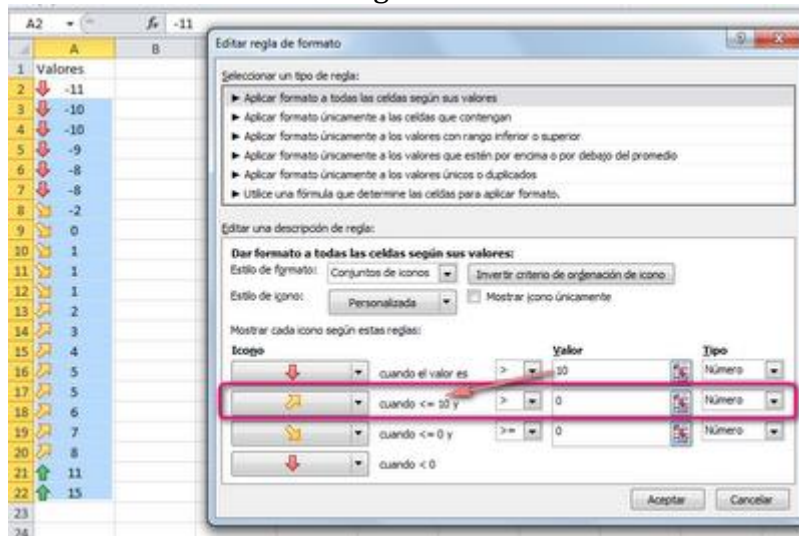 A2 fx -11
A B
1 Valores
2 -11
3 -10
4 -10
5 -9
6 -8
7 -8
8 -2
9 0
10 1
11 1
12 1
13 2
14 3
15 4
16 5
17 5
18 6
19 7
20 8
21 11
22 15
23
24
Editar regla de formato
Seleccionar un tipo de regla:
► Aplicar formato a todas las celdas según sus valores
► Aplicar formato únicamente a las celdas que contengan
► Aplicar formato únicamente a los valores con rango inferior o superior
► Aplicar formato únicamente a los valores que estén por encima o por debajo del promedio
► Aplicar formato únicamente a los valores únicos o duplicados
► Utilice una fórmula que determine las celdas para aplicar formato.
Editar una descripción de regla:
Dar formato a todas las celdas según sus valores:
Estilo de formato: Conjuntos de iconos Invertir criterio de ordenación de icono
Estilo de icono: Personalizada Mostrar icono únicamente
Mostrar cada icono según estas reglas:
Icono Valor Tipo
cuando el valor es > 10 Número
cuando <= 10 y > 0 Número
cuando <= 0 y >= 0 Número
cuando < 0
Aceptar Cancelar